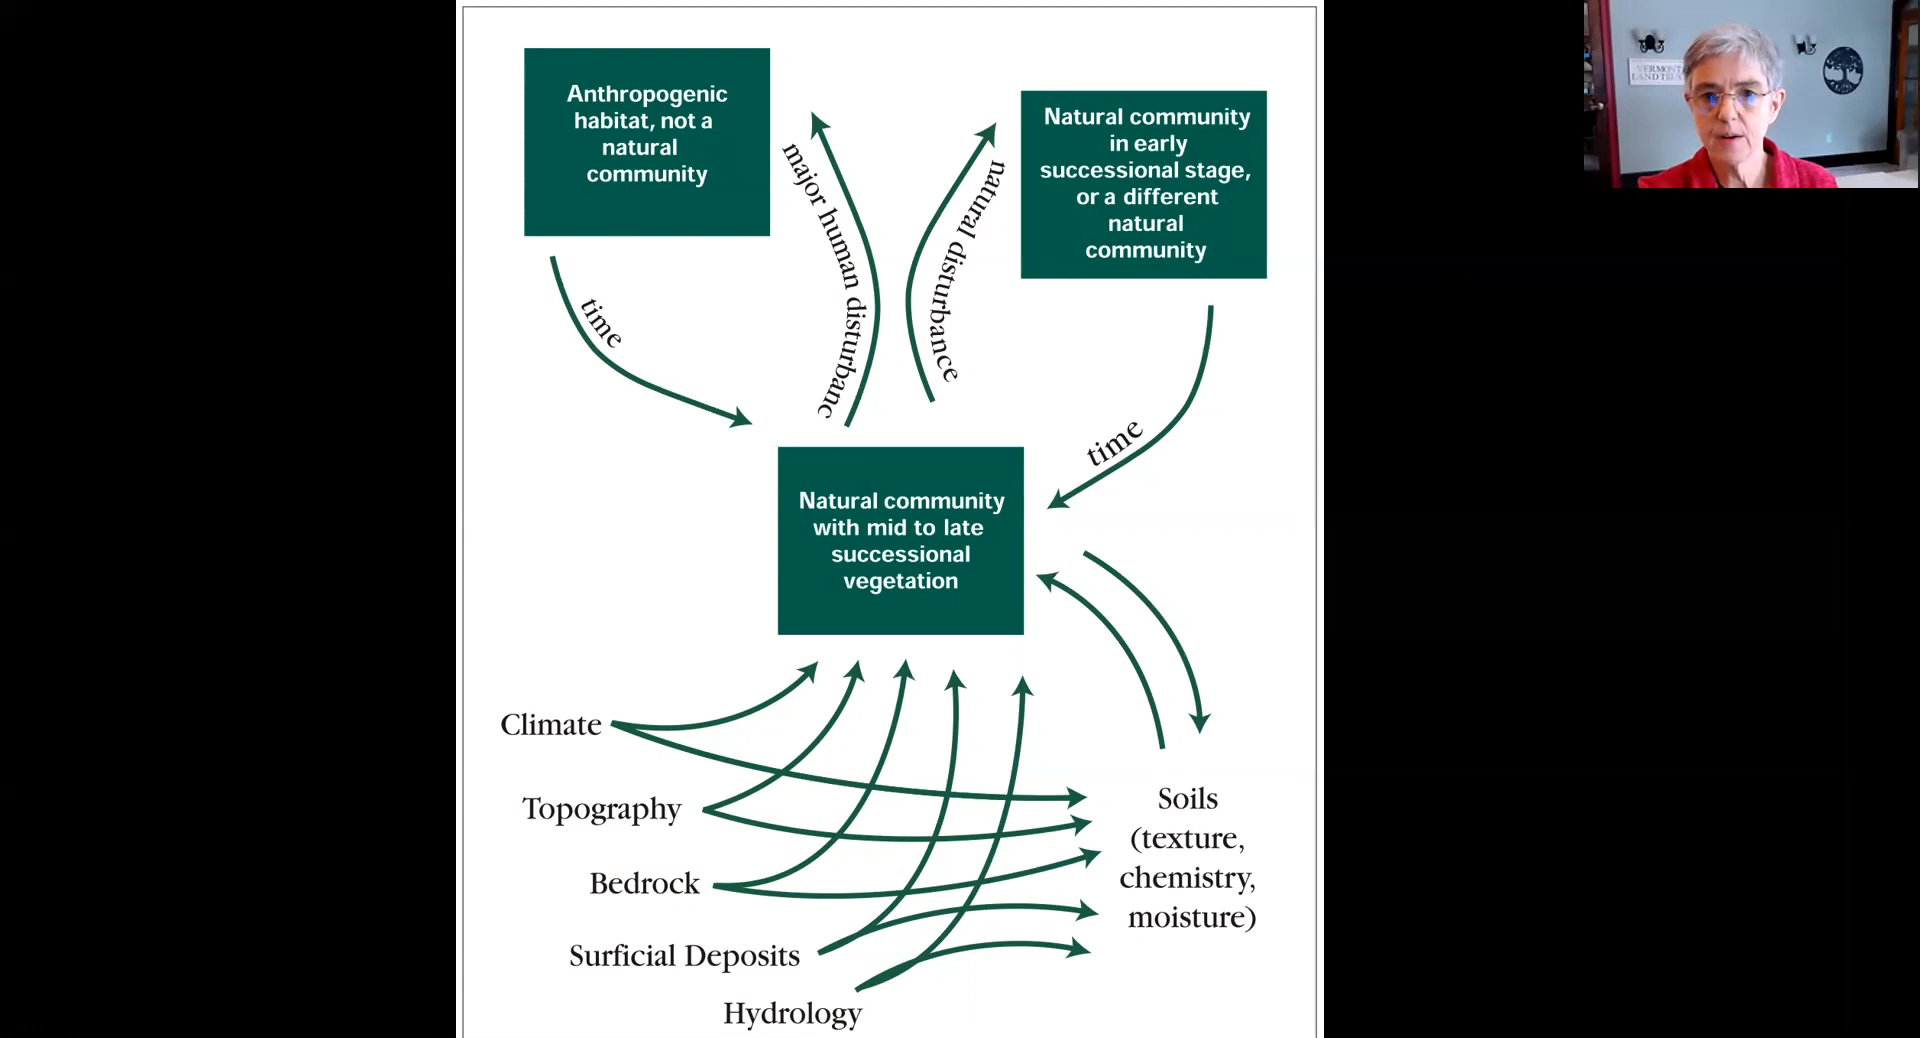 Anthropogenic
habitat, not a
natural
community
major human disturbanc
natural disturbance
Natural community
in early
successional stage,
or a different
natural
community
time
time
Natural community
with mid to late
successional
vegetation
Climate
Topography
Bedrock
Surficial Deposits
Hydrology
Soils
(texture,
chemistry,
moisture)
VERMONT
LAND